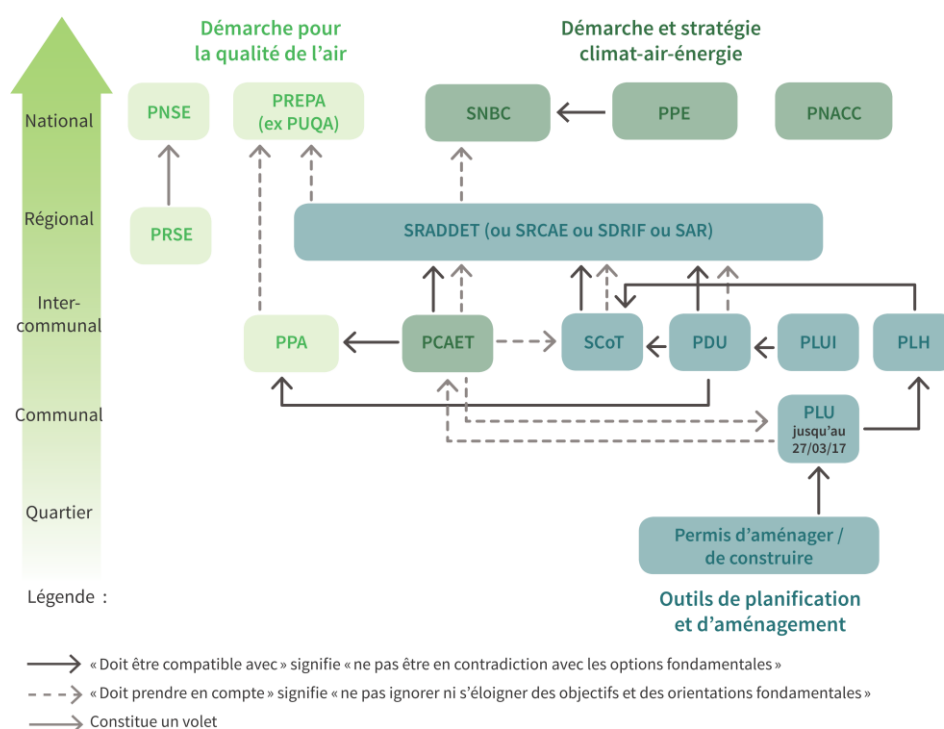 Démarche pour
la qualité de l’air
Démarche et stratégie
climat-air-énergie
National
PNSE
PREPA
(ex PUQA)
SNBC
PPE
PNACC
Régional
PRSE
SRADDET (ou SRCAE ou SDRIF ou SAR)
Inter-
communal
PPA
PCAET
SCoT
PDU
PLUI
PLH
Communal
PLU
jusqu’au
27/03/17
Quartier
Permis d’aménager /
de construire
Légende :
Outils de planification
et d’aménagement
« Doit être compatible avec » signifie « ne pas être en contradiction avec les options fondamentales »
« Doit prendre en compte » signifie « ne pas ignorer ni s’éloigner des objectifs et des orientations fondamentales »
Constitue un volet